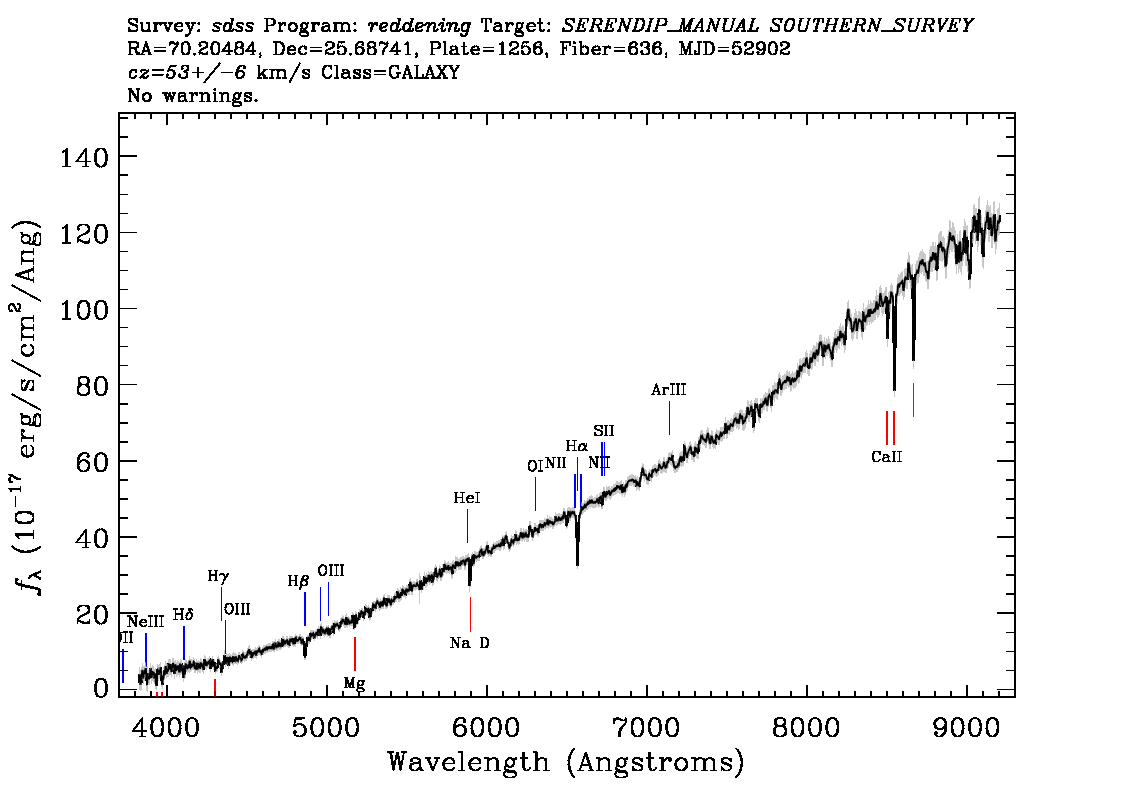 Survey: sdss Program: reddening Target: SERENDIP_MANUAL SOUTHERN_SURVEY
RA=70.20484, Dec=25.68741, Plate=1256, Fiber=636, MJD=52902
cz=53+/-6 km/s Class=GALAXY
No warnings.
140
120
100
80
60
40
20
0
f_λ (10^-17 erg/s/cm^2/Ang)
ArIII
SII
Hα
OI NII NII
CaII
HeI
Hγ
Hβ OIII
OIII
NeIII Hδ
OII
Na D
Mg
4000 5000 6000 7000 8000 9000
Wavelength (Angstroms)